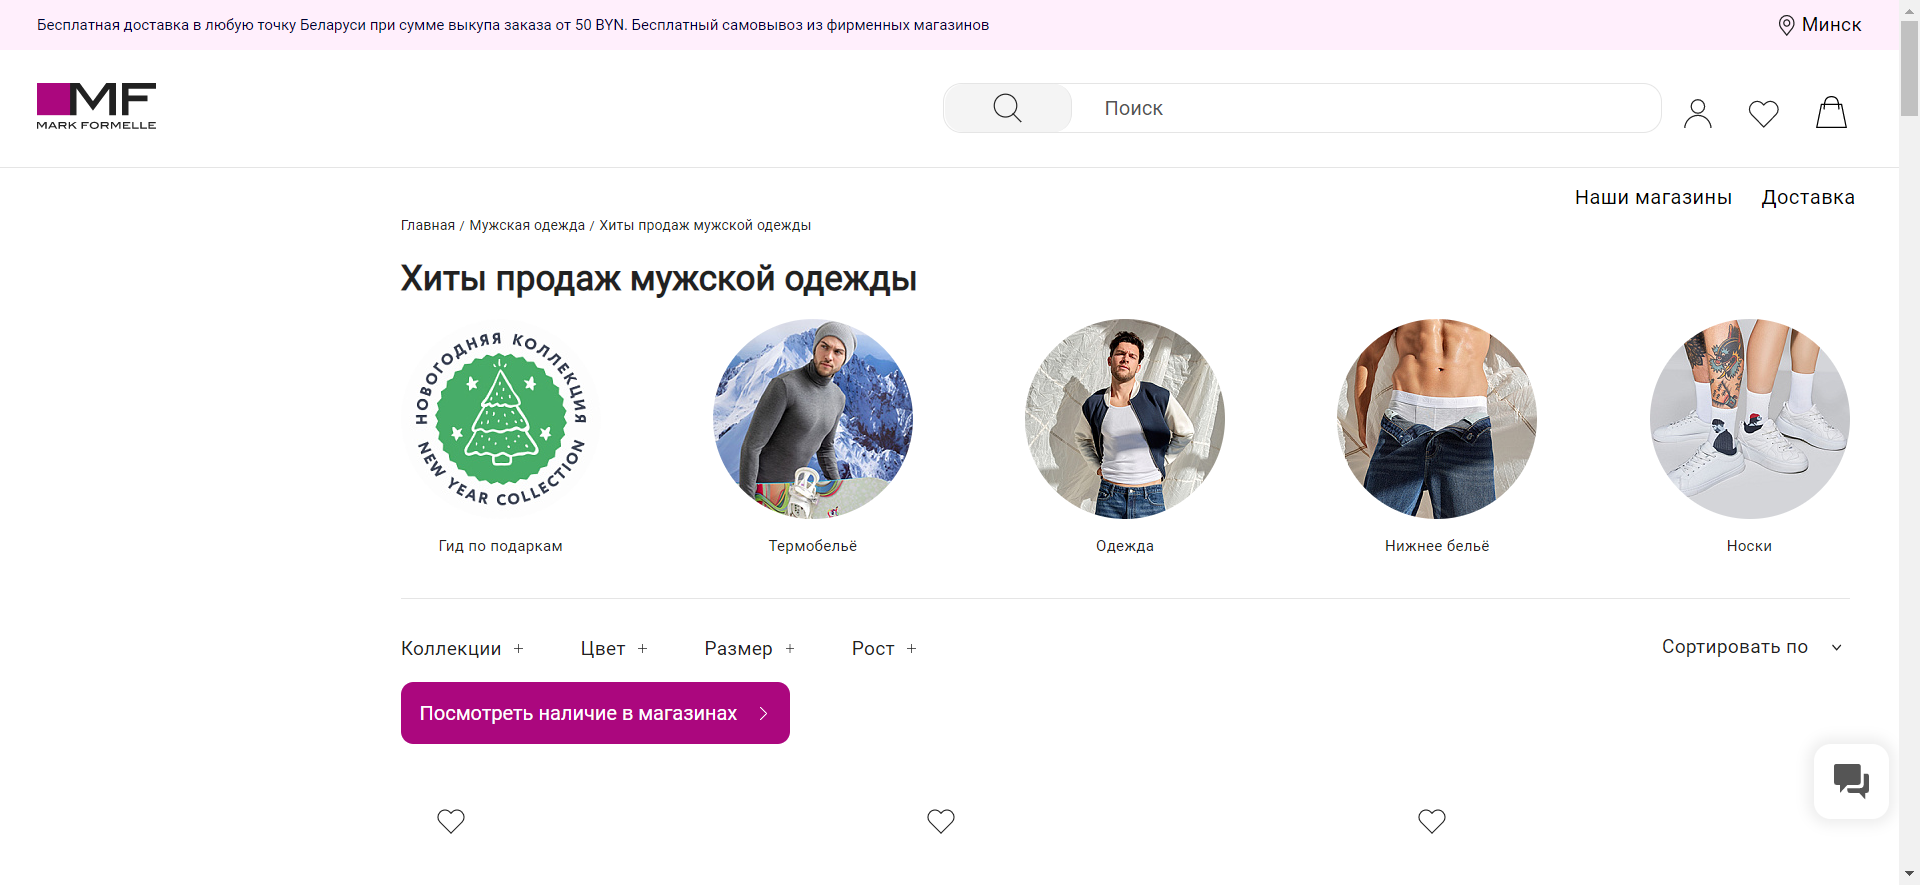 Бесплатная доставка в любую точку Беларуси при сумме выкупа заказа от 50 BYN. Бесплатный самовывоз из фирменных магазинов
Минск
MF
MARK FORMELLE
Поиск
Наши магазины
Доставка
Главная / Мужская одежда / Хиты продаж мужской одежды
Хиты продаж мужской одежды
НОВОГОДНЯЯ КОЛЛЕКЦИЯ
NEW YEAR COLLECTION
Гид по подаркам
Термобельё
Одежда
Нижнее бельё
Носки
Коллекции +
Цвет +
Размер +
Рост +
Сортировать по
Посмотреть наличие в магазинах